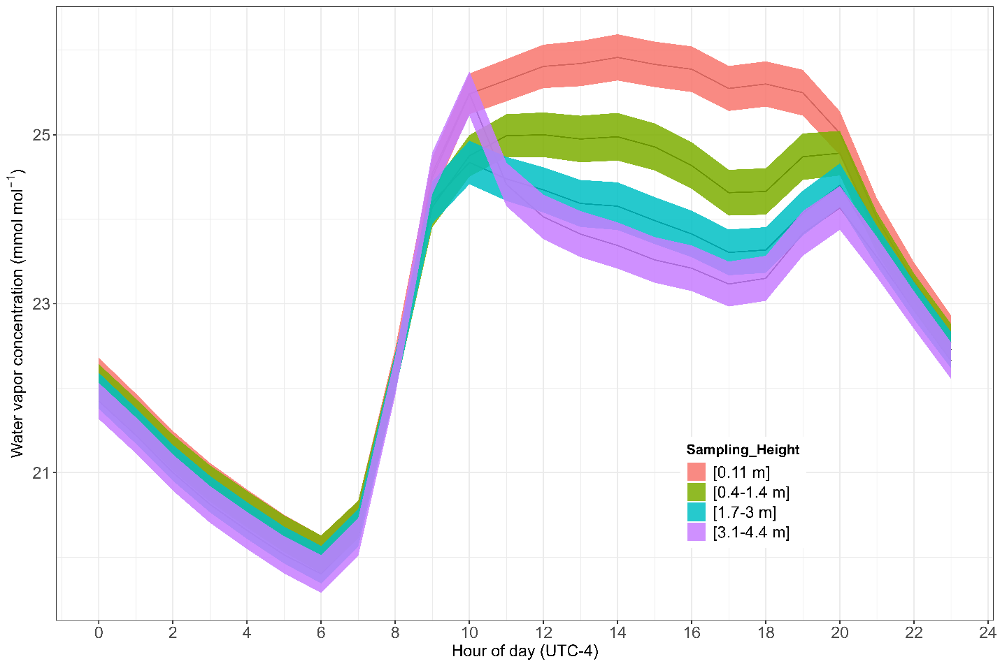 Water vapor concentration (mmol mol⁻¹)
25
23
21
Sampling_Height
[0.11 m]
[0.4-1.4 m]
[1.7-3 m]
[3.1-4.4 m]
0 2 4 6 8 10 12 14 16 18 20 22 24
Hour of day (UTC-4)